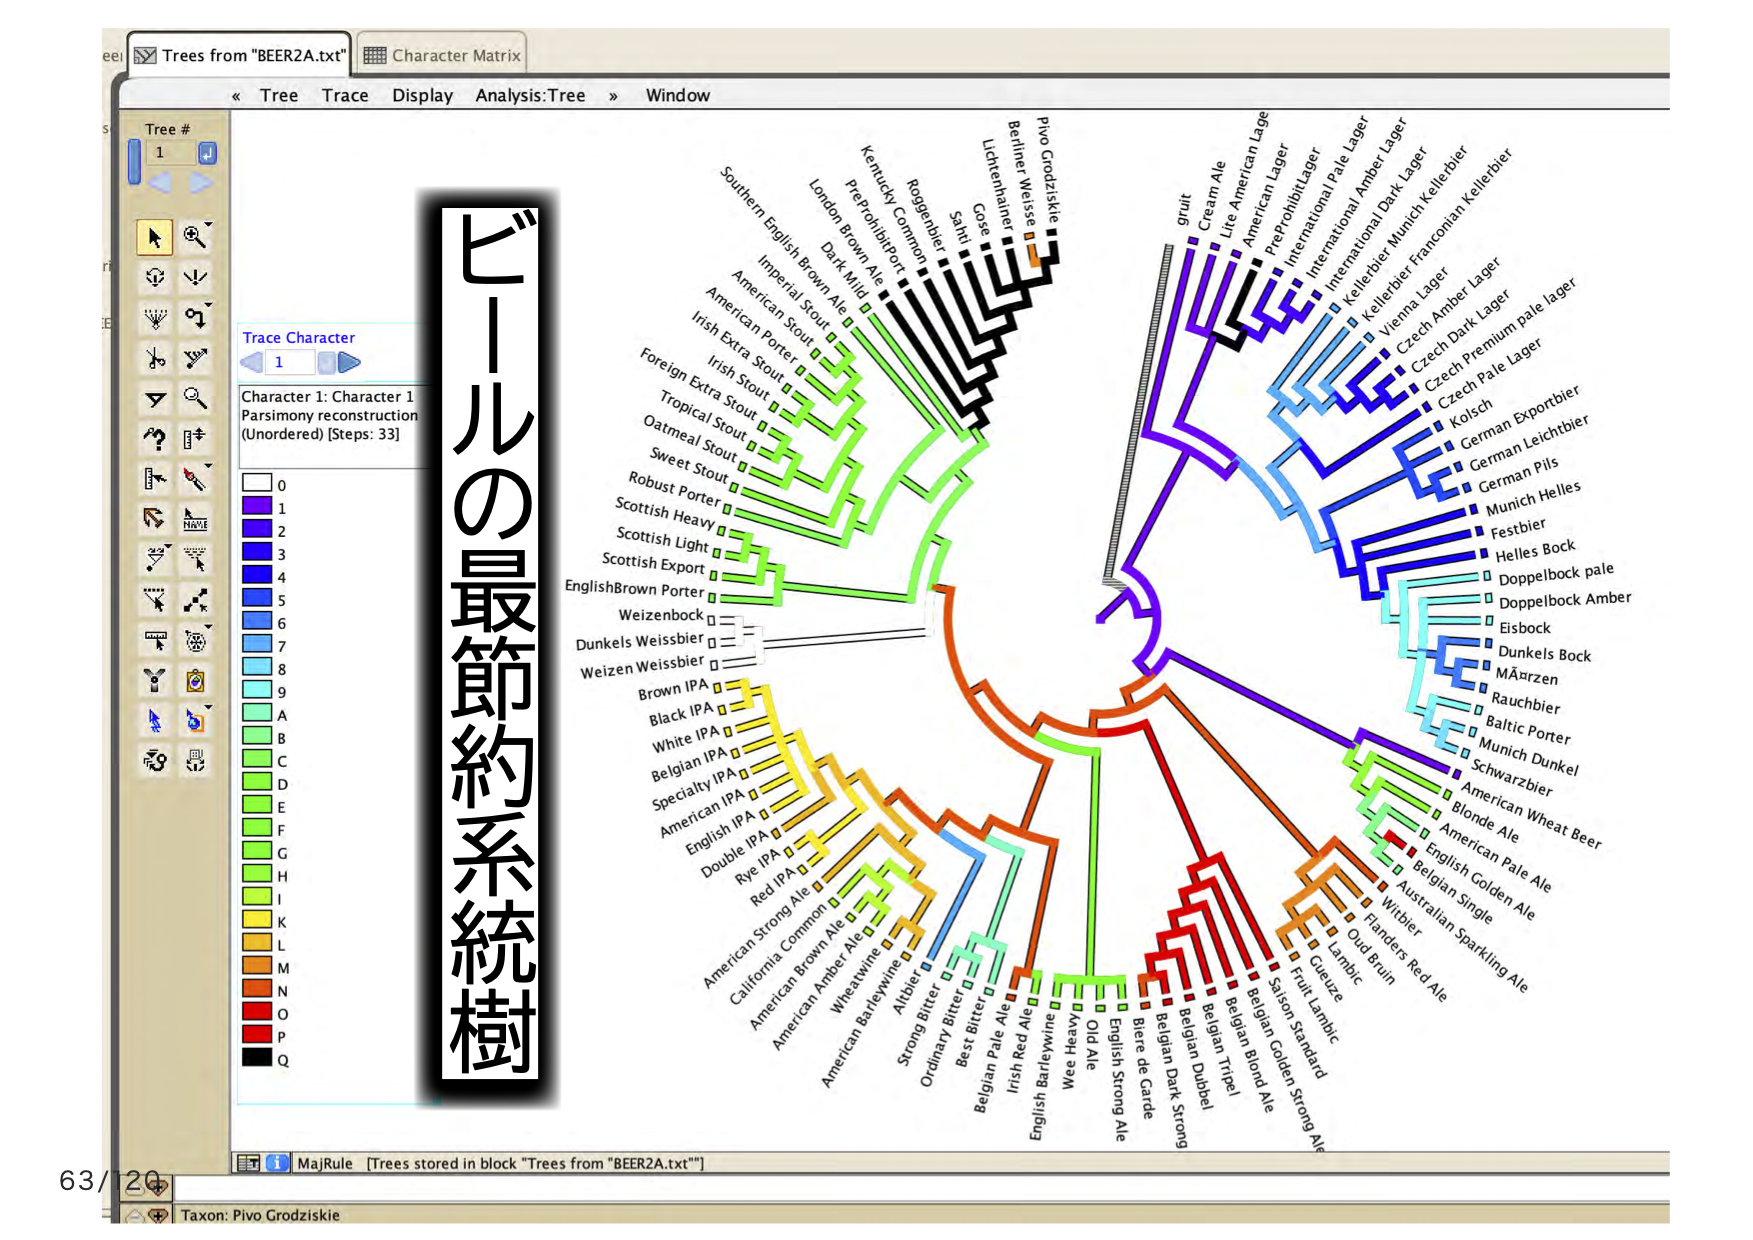 Trees from "BEER2A.txt"
Character Matrix
« Tree Trace Display Analysis:Tree » Window
Tree #
1
Trace Character
1
Character 1: Character 1
Parsimony reconstruction
(Unordered) [Steps: 33]
0
1
2
3
4
5
6
7
8
9
A
B
C
D
E
F
G
H
I
K
L
M
N
O
P
Q
ビールの最節約系統樹
gruit
Cream Ale
Lite American Lage
American Lager
PreProhibitLager
International Pale Lager
International Amber Lager
International Dark Lager
Kellerbier Munich Kellerbier
Kellerbier Franconian Kellerbier
Vienna Lager
Czech Amber Lager
Czech Dark Lager
Czech Premium pale lager
Czech Pale Lager
Kolsch
German Exportbier
German Leichtbier
German Pils
Munich Helles
Festbier
Helles Bock
Doppelbock pale
Doppelbock Amber
Eisbock
Dunkels Bock
MÃ¤rzen
Rauchbier
Baltic Porter
Munich Dunkel
Schwarzbier
American Wheat Beer
Blonde Ale
American Pale Ale
English Golden Ale
Belgian Single
Australian Sparkling Ale
Witbier
Flanders Red Ale
Oud Bruin
Lambic
Gueuze
Fruit Lambic
Saison Standard
Belgian Golden Strong Ale
Belgian Blond Ale
Belgian Tripel
Belgian Dubbel
Belgian Dark Strong
Biere de Garde
English Strong Ale
Old Ale
Wee Heavy
English Barleywine
Irish Red Ale
Belgian Pale Ale
Best Bitter
Ordinary Bitter
Strong Bitter
Altbier
American Barleywine
Wheatwine
American Amber Ale
American Brown Ale
California Common
American Strong Ale
Red IPA
Rye IPA
Double IPA
English IPA
American IPA
Specialty IPA
Belgian IPA
White IPA
Black IPA
Brown IPA
Weizen Weissbier
Dunkels Weissbier
Weizenbock
EnglishBrown Porter
Scottish Export
Scottish Light
Scottish Heavy
Robust Porter
Sweet Stout
Oatmeal Stout
Tropical Stout
Foreign Extra Stout
Irish Stout
Irish Extra Stout
American Porter
American Stout
Imperial Stout
Southern English Brown Ale
Dark Mild
London Brown Ale
PreProhibitPort
Kentucky Common
Roggenbier
Sahti
Gose
Lichtenhainer
Berliner Weisse
Pivo Grodziskie
MajRule [Trees stored in block "Trees from "BEER2A.txt""]
63/120
Taxon: Pivo Grodziskie